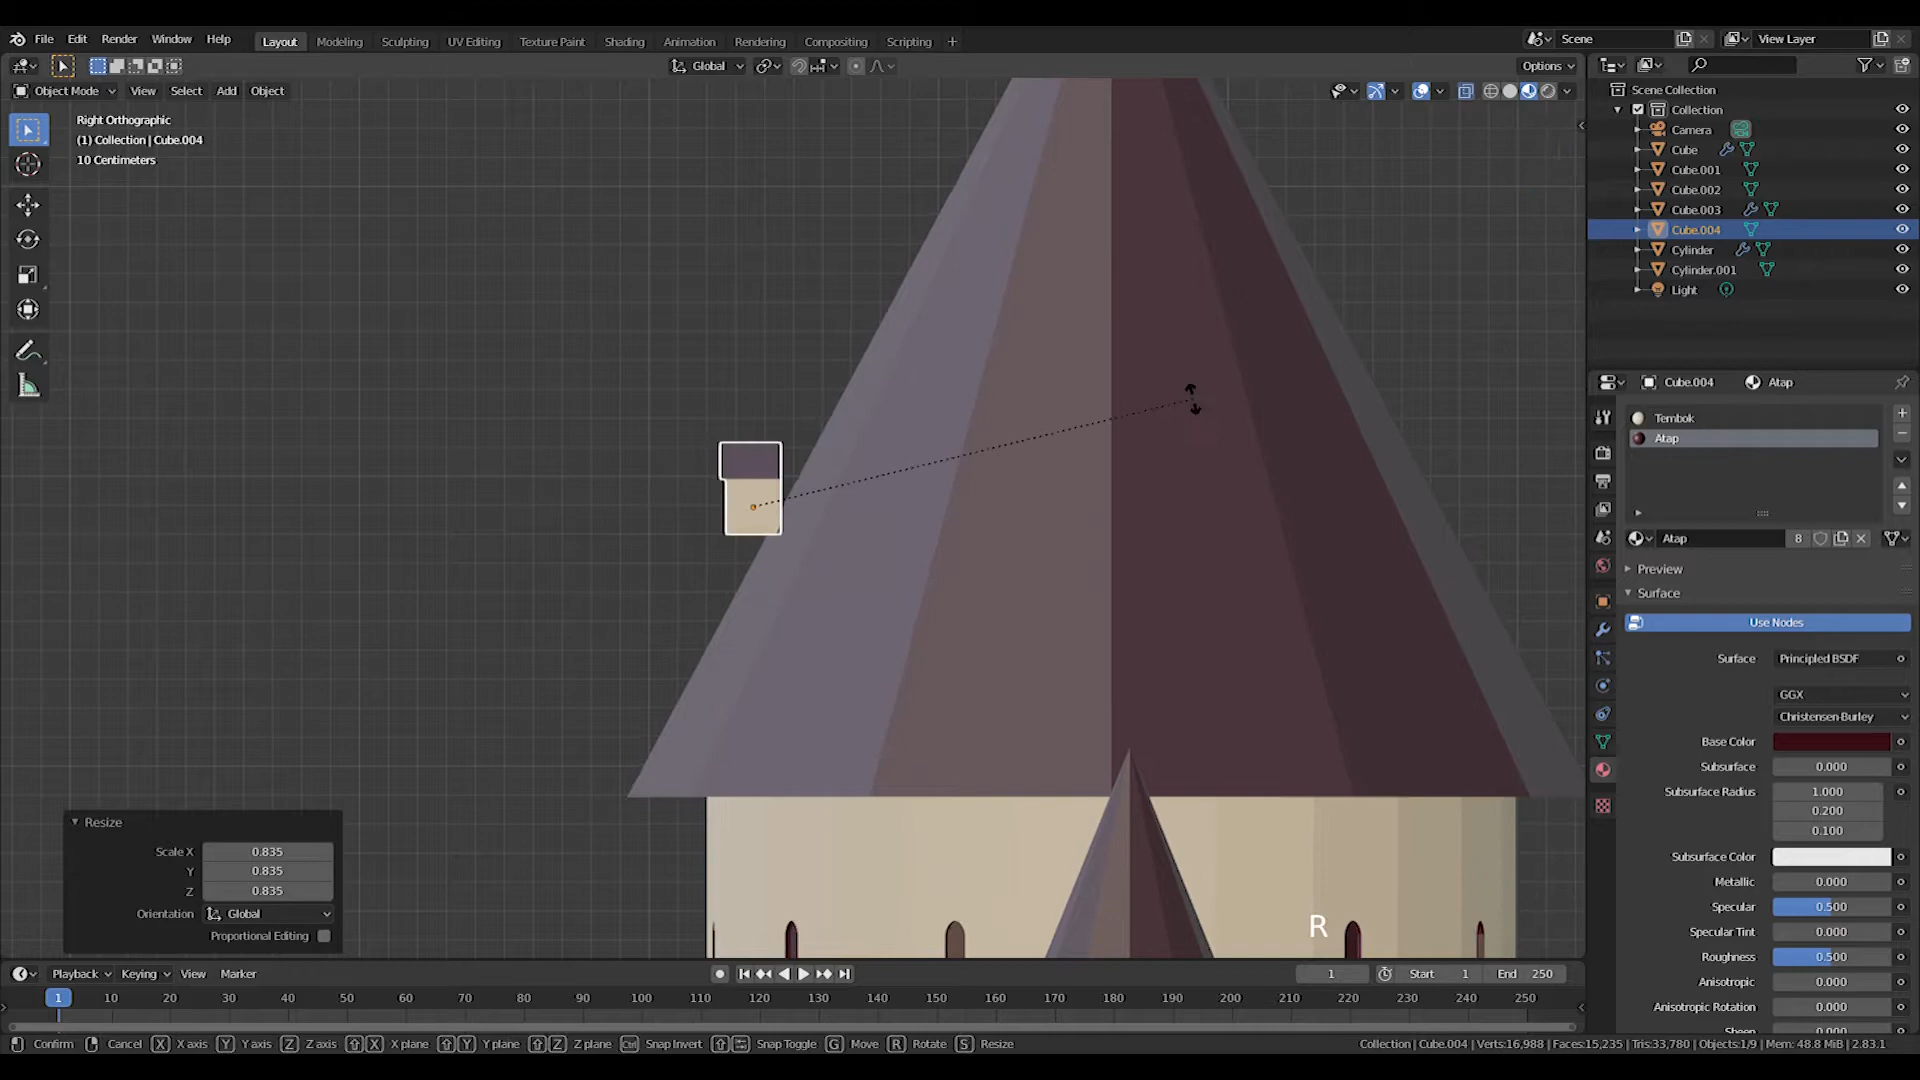 File Edit Render Window Help Layout Modeling Sculpting UV Editing Texture Paint Shading Animation Rendering Compositing Scripting + Scene View Layer
Global Options
Object Mode View Select Add Object
Right Orthographic
(1) Collection | Cube.004
10 Centimeters
Scene Collection
Collection
Camera
Cube
Cube.001
Cube.002
Cube.003
Cube.004
Cylinder
Cylinder.001
Light
Cube.004 Atap
Tembok
Atap
Atap 8
Preview
Surface
Use Nodes
Surface Principled BSDF
GGX
Christensen-Burley
Base Color
Subsurface 0.000
Subsurface Radius 1.000
0.200
0.100
Subsurface Color
Metallic 0.000
Specular 0.500
Specular Tint 0.000
Roughness 0.500
Anisotropic 0.000
Anisotropic Rotation 0.000
Sheen 0.000
Resize
Scale X 0.835
Y 0.835
Z 0.835
Orientation Global
Proportional Editing
R
Playback Keying View Marker 1 Start 1 End 250
1 10 20 30 40 50 60 70 80 90 100 110 120 130 140 150 160 170 180 190 200 210 220 230 240 250
Confirm Cancel X X axis Y Y axis Z Z axis X X plane Y Y plane Z Z plane Ctrl Snap Invert Snap Toggle G Move R Rotate S Resize Collection | Cube.004 | Verts:16,988 | Faces:15,235 | Tris:33,780 | Objects:1/9 | Mem: 48.8 MiB | 2.83.1